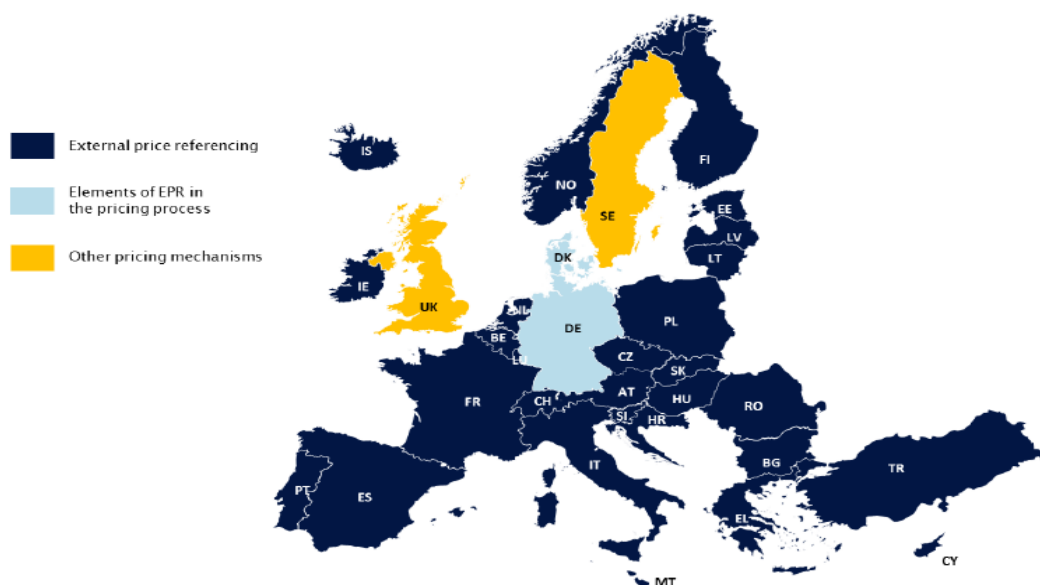 External price referencing
Elements of EPR in
the pricing process
Other pricing mechanisms
IS
NO
FI
SE
EE
LV
LT
DK
IE
UK
NL
BE
LU
DE
PL
CZ
SK
FR
CH
AT
HU
SI
HR
RO
IT
BG
TR
PT
ES
EL
CY
MT